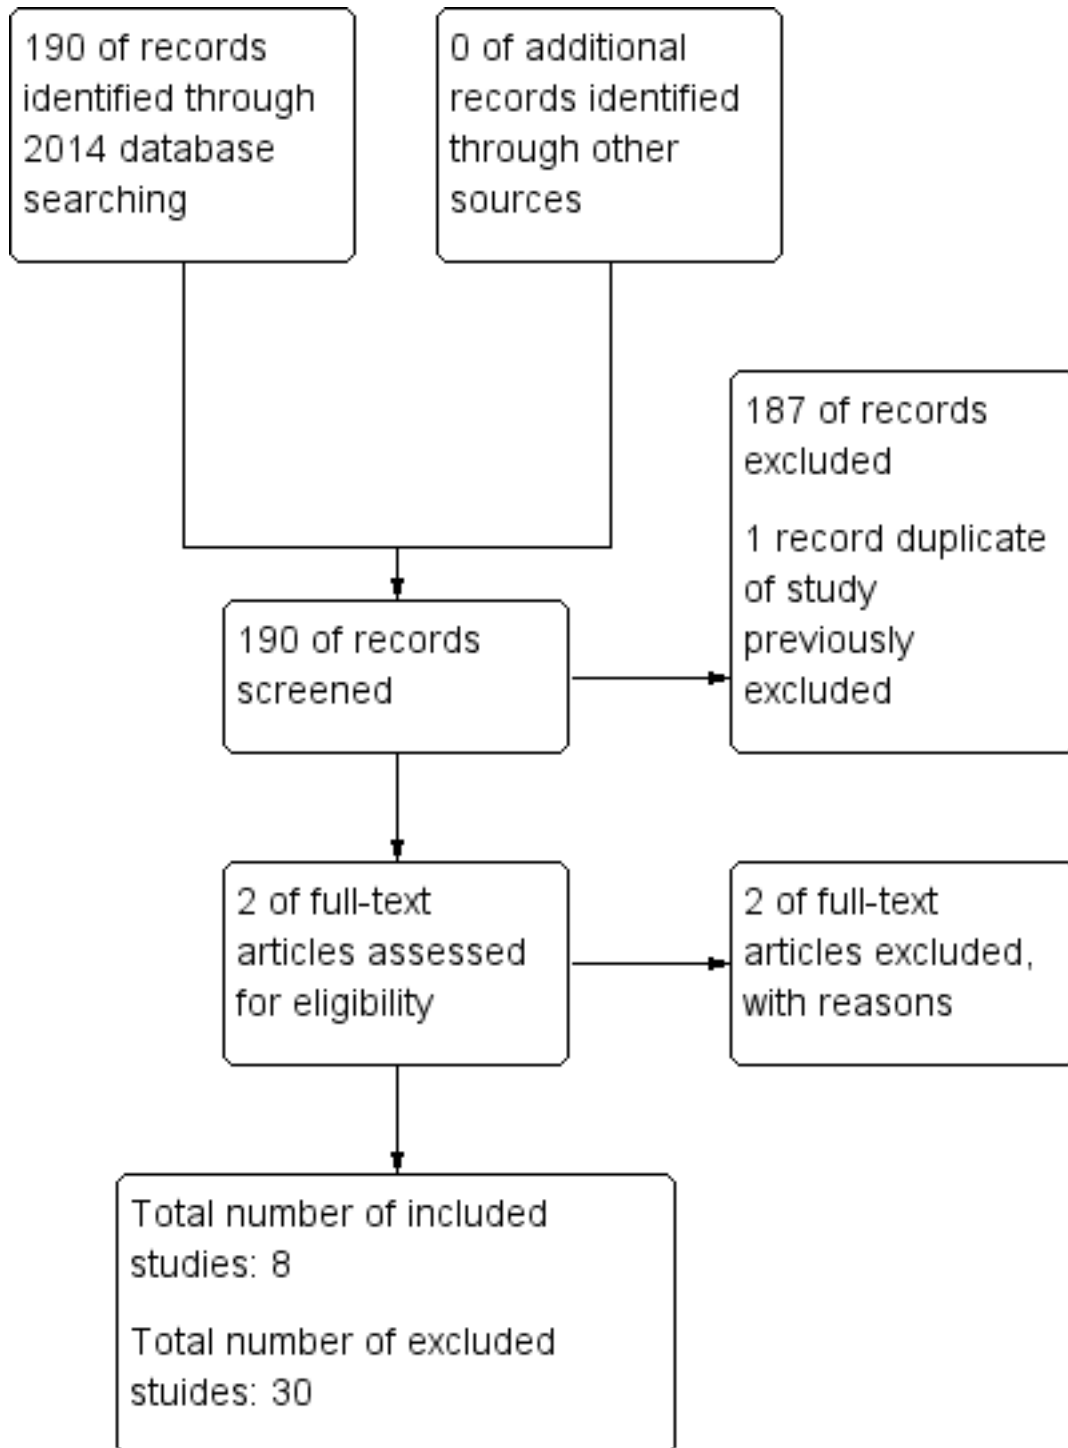 190 of records
identified through
2014 database
searching
0 of additional
records identified
through other
sources
187 of records
excluded
1 record duplicate
of study
previously
excluded
190 of records
screened
2 of full-text
articles assessed
for eligibility
2 of full-text
articles excluded,
with reasons
Total number of included
studies: 8
Total number of excluded
stuides: 30